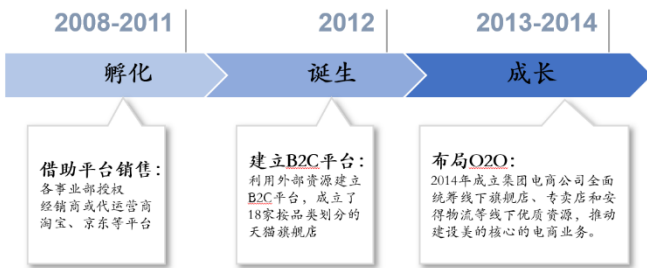 2008-2011
2012
2013-2014
孵化
诞生
成长
借助平台销售：
各事业部授权
经销商或代运营商
淘宝、京东等平台
建立B2C平台：
利用外部资源建立
B2C平台，成立了
18家按品类划分的
天猫旗舰店
布局O2O：
2014年成立集团电商公司全面
统筹线下旗舰店、专卖店和安
得物流等线下优质资源，推动
建设美的核心的电商业务。